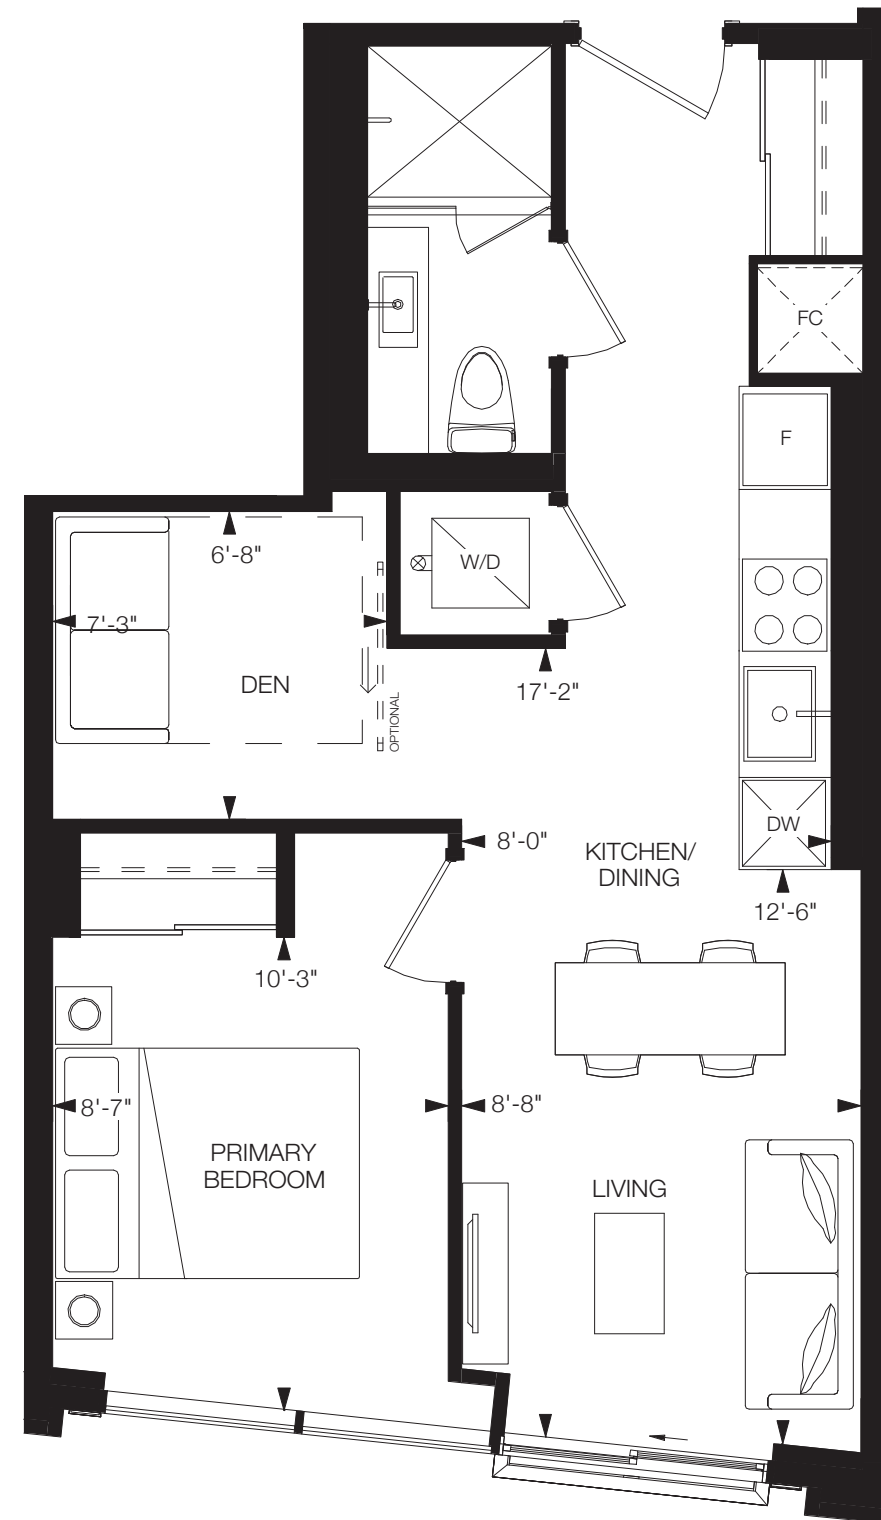 FC
F
6'-8"
W/D
7'-3"
DEN
17'-2"
OPTIONAL
8'-0"
DW
KITCHEN/
DINING
12'-6"
10'-3"
8'-7"
8'-8"
PRIMARY
BEDROOM
LIVING